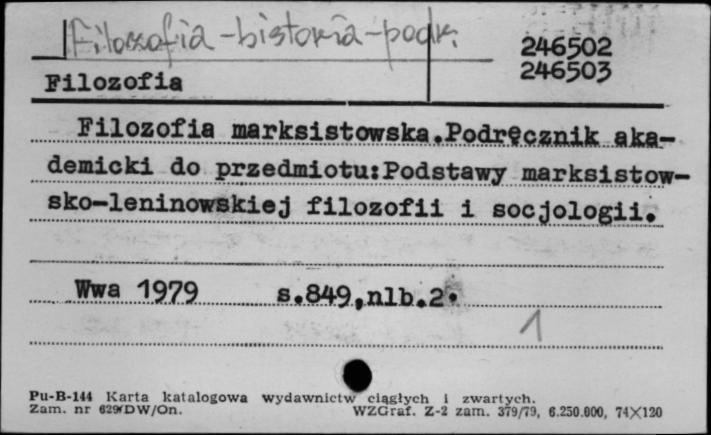 Filozofia-historia-podr.
246502
246503
Filozofia
Filozofia marksistowska.Podręcznik aka-
demicki do przedmiotu:Podstawy marksistow-
sko-leninowskiej filozofii i socjologii.
Wwa 1979 s.849,nlb.2.
1
Pu-B-144 Karta katalogowa wydawnictw ciągłych i zwartych.
Zam. nr 629/DW/On. WZGraf. Z-2 zam. 379/79, 6.250.000, 74×120